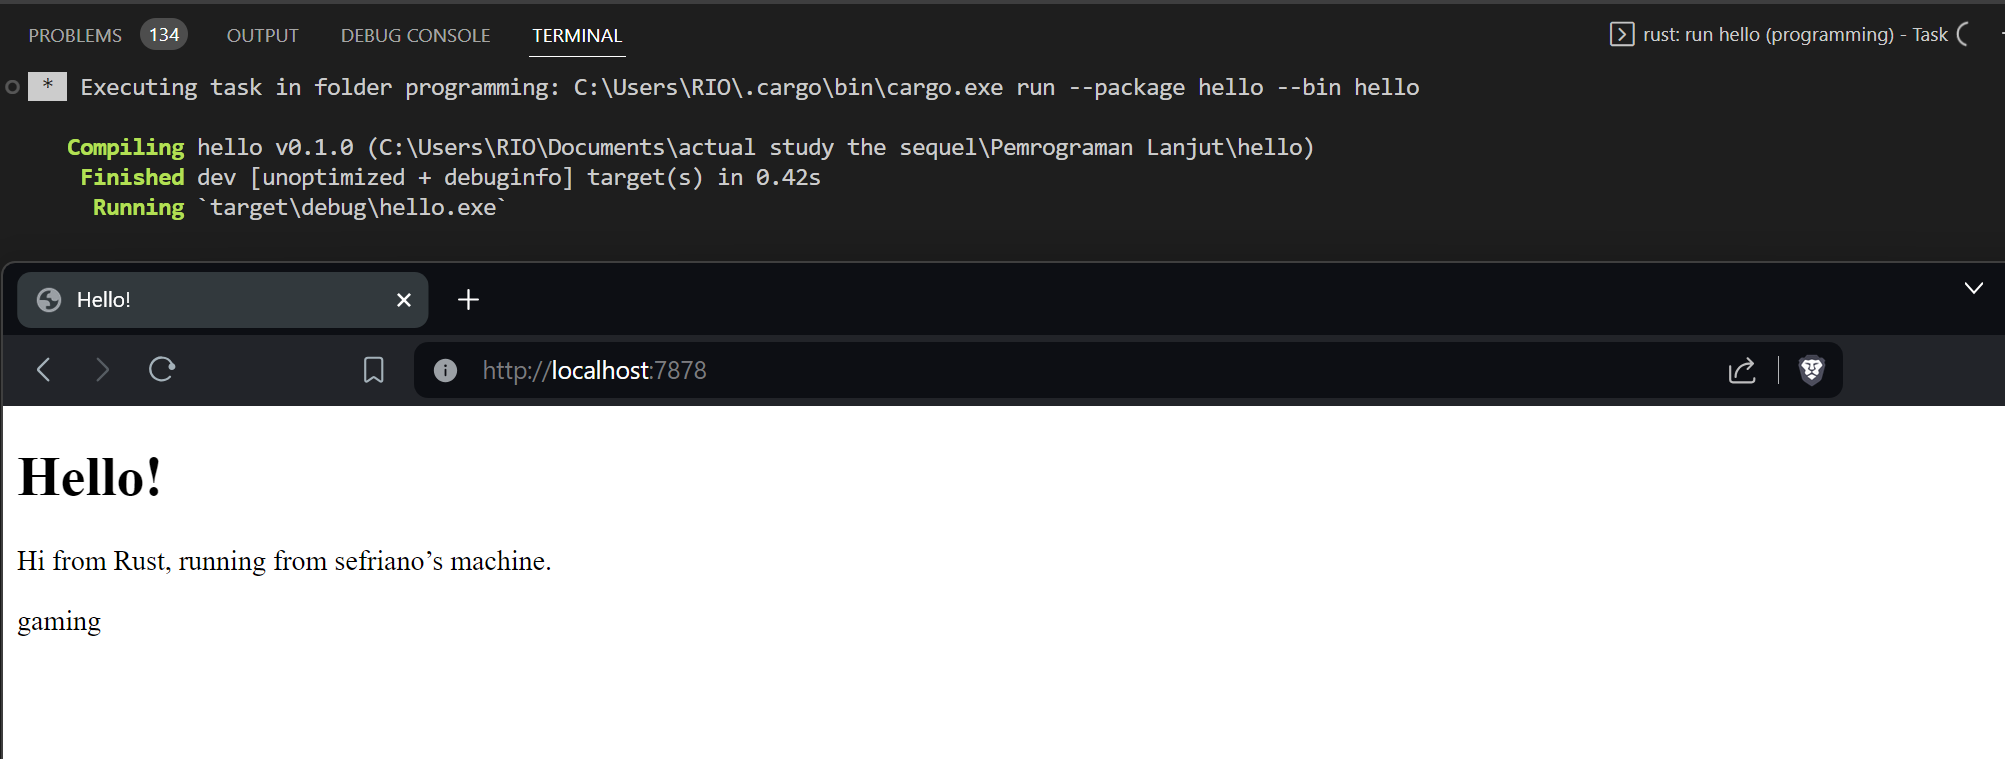 PROBLEMS 134 OUTPUT DEBUG CONSOLE TERMINAL rust: run hello (programming) - Task
* Executing task in folder programming: C:\Users\RIO\.cargo\bin\cargo.exe run --package hello --bin hello
Compiling hello v0.1.0 (C:\Users\RIO\Documents\actual study the sequel\Pemrograman Lanjut\hello)
Finished dev [unoptimized + debuginfo] target(s) in 0.42s
Running `target\debug\hello.exe`
Hello!
http://localhost:7878
Hello!
Hi from Rust, running from sefriano’s machine.
gaming